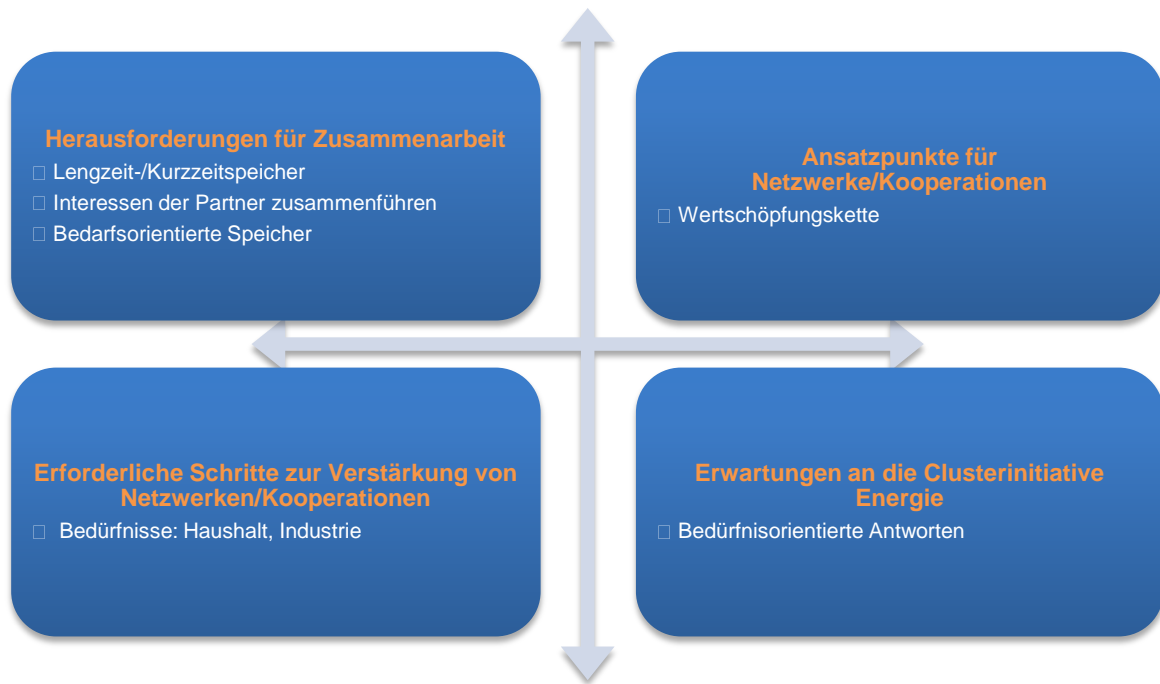 Herausforderungen für Zusammenarbeit
□ Lengzeit-/Kurzzeitspeicher
□ Interessen der Partner zusammenführen
□ Bedarfsorientierte Speicher
Ansatzpunkte für
Netzwerke/Kooperationen
□ Wertschöpfungskette
Erforderliche Schritte zur Verstärkung von
Netzwerken/Kooperationen
□ Bedürfnisse: Haushalt, Industrie
Erwartungen an die Clusterinitiative
Energie
□ Bedürfnisorientierte Antworten